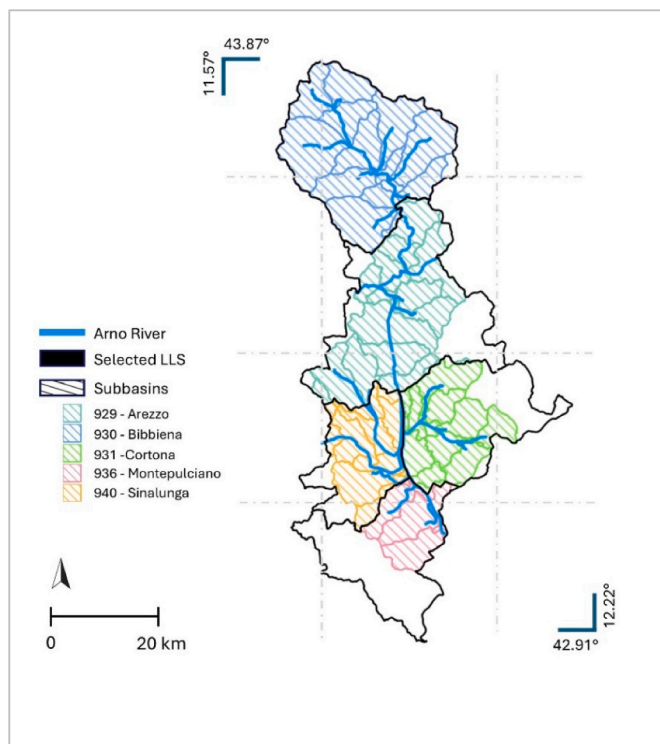 43.87°
11.57°
Arno River
Selected LLS
Subbasins
929 - Arezzo
930 - Bibbiena
931 -Cortona
936 - Montepulciano
940 - Sinalunga
0 20 km
12.22°
42.91°